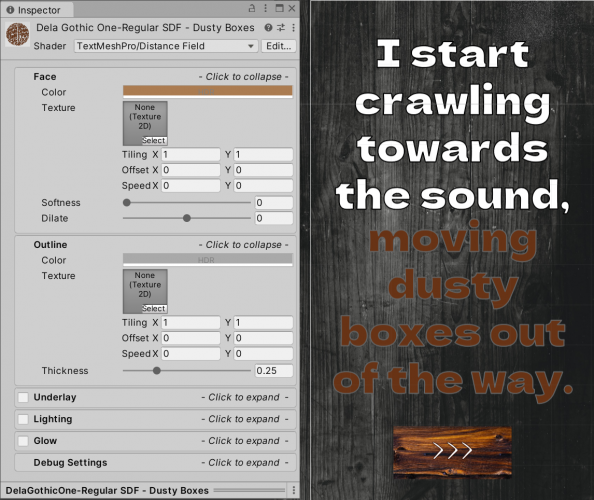 Inspector
Dela Gothic One-Regular SDF - Dusty Boxes
Shader TextMeshPro/Distance Field Edit...
Face - Click to collapse -
Color HDR
Texture
None
(Texture
2D)
Select
Tiling X 1 Y 1
Offset X 0 Y 0
Speed X 0 Y 0
Softness 0
Dilate 0
Outline - Click to collapse -
Color HDR
Texture
None
(Texture
2D)
Select
Tiling X 1 Y 1
Offset X 0 Y 0
Speed X 0 Y 0
Thickness 0.25
Underlay - Click to expand -
Lighting - Click to expand -
Glow - Click to expand -
Debug Settings - Click to expand -
DelaGothicOne-Regular SDF - Dusty Boxes
I start
crawling
towards
the sound,
moving
dusty
boxes out
of the way.
>>>